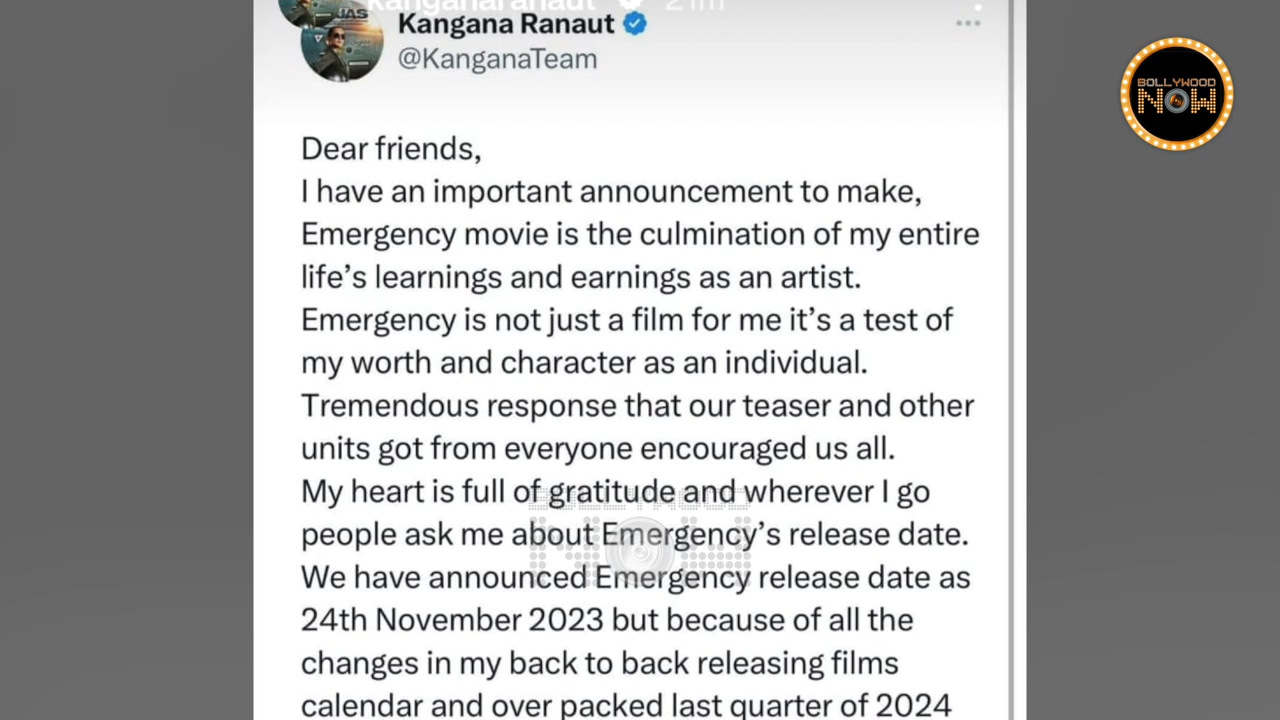 kanganaranaut 21m
Kangana Ranaut
@KanganaTeam
BOLLYWOOD
NOW
Dear friends,
I have an important announcement to make,
Emergency movie is the culmination of my entire
life’s learnings and earnings as an artist.
Emergency is not just a film for me it’s a test of
my worth and character as an individual.
Tremendous response that our teaser and other
units got from everyone encouraged us all.
My heart is full of gratitude and wherever I go
people ask me about Emergency’s release date.
We have announced Emergency release date as
24th November 2023 but because of all the
changes in my back to back releasing films
calendar and over packed last quarter of 2024
BOLLYWOOD
NOW